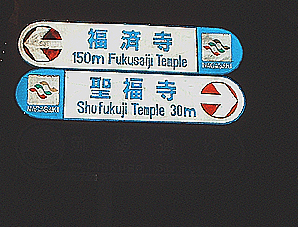 福済寺
150m Fukusaiji Temple
聖福寺
Shofukuji Temple 30m